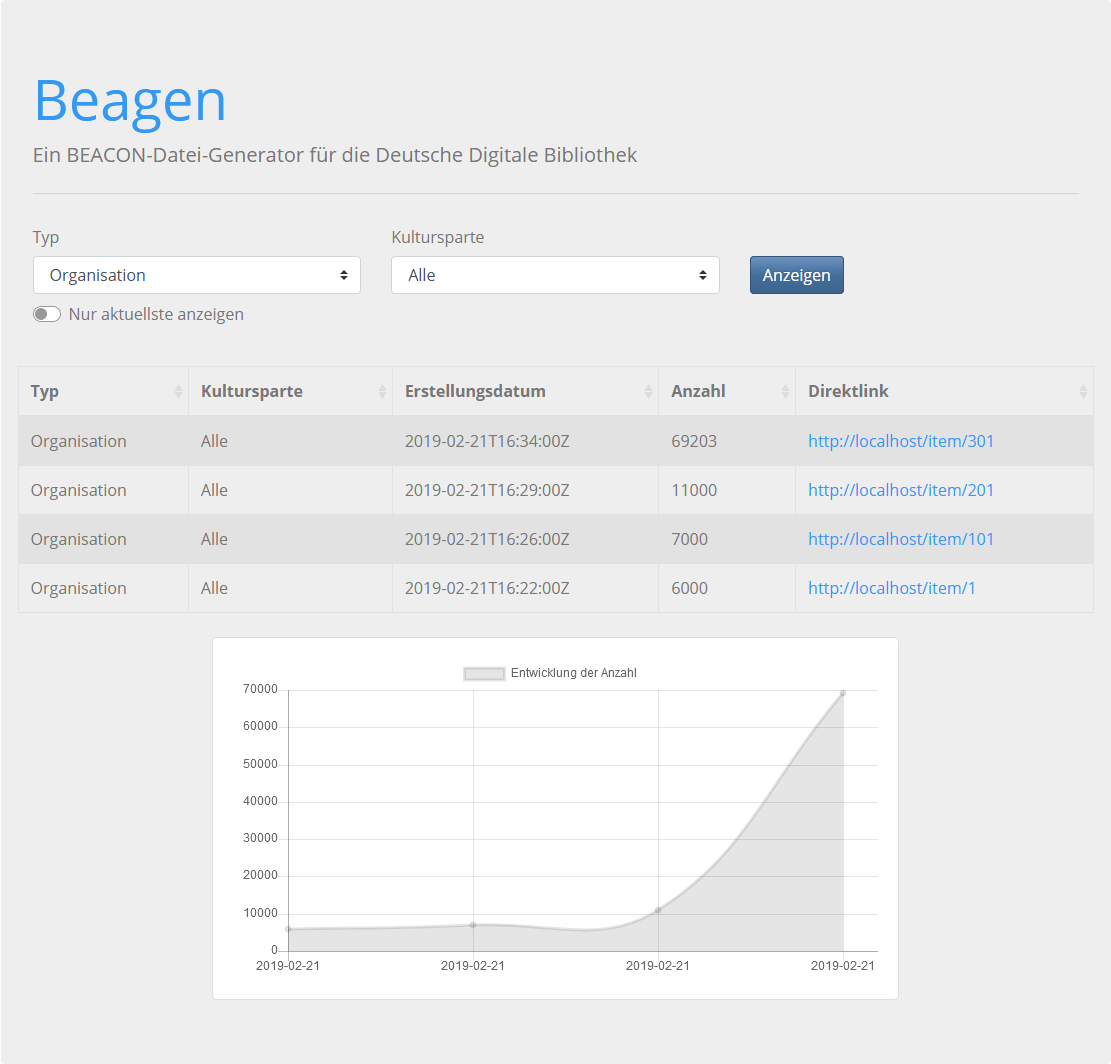 Beagen
Ein BEACON-Datei-Generator für die Deutsche Digitale Bibliothek
Typ Kultursparte
Organisation Alle Anzeigen
Nur aktuellste anzeigen
Typ Kultursparte Erstellungsdatum Anzahl Direktlink
Organisation Alle 2019-02-21T16:34:00Z 69203 http://localhost/item/301
Organisation Alle 2019-02-21T16:29:00Z 11000 http://localhost/item/201
Organisation Alle 2019-02-21T16:26:00Z 7000 http://localhost/item/101
Organisation Alle 2019-02-21T16:22:00Z 6000 http://localhost/item/1
Entwicklung der Anzahl
70000
60000
50000
40000
30000
20000
10000
0
2019-02-21 2019-02-21 2019-02-21 2019-02-21